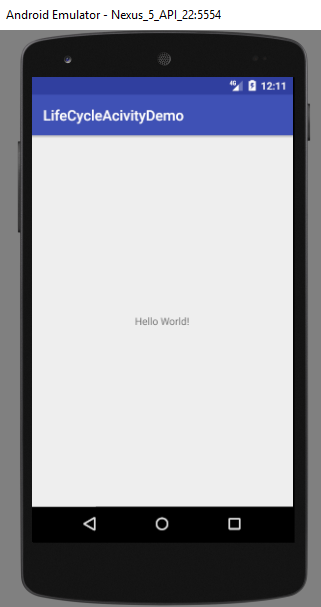 Android Emulator - Nexus_5_API_22:5554
4G 12:11
LifeCycleAcivityDemo
Hello World!